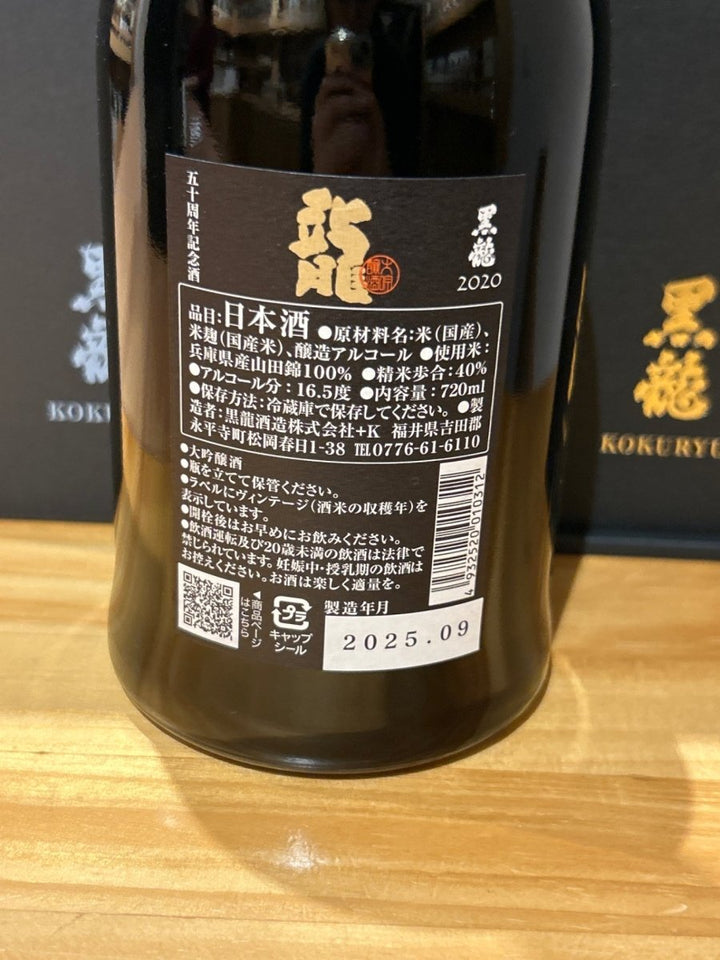 五十周年記念酒
龍
黒龍
2020
品目:日本酒 ●原材料名:米(国産)、
米麹(国産米)、醸造アルコール ●使用米:
兵庫県産山田錦100% ●精米歩合:40%
●アルコール分:16.5度 ●内容量:720ml
●保存方法:冷蔵庫で保存してください。●製
造者:黒龍酒造株式会社+K 福井県吉田郡
永平寺町松岡春日1-38 TEL0776-61-6110
●大吟醸酒
●瓶を立てて保管ください。
●ラベルにヴィンテージ(酒米の収穫年)を
表示しています。
●開栓後はお早めにお飲みください。
●飲酒運転及び20歳未満の飲酒は法律で
禁じられています。妊娠中・授乳期の飲酒は
お控えください。お酒は楽しく適量を。
4932520010312
◀商品ページ
はこちら
プラ
キャップ
シール
製造年月
2025.09
黒龍
KOKU
黒龍
KOKURYU